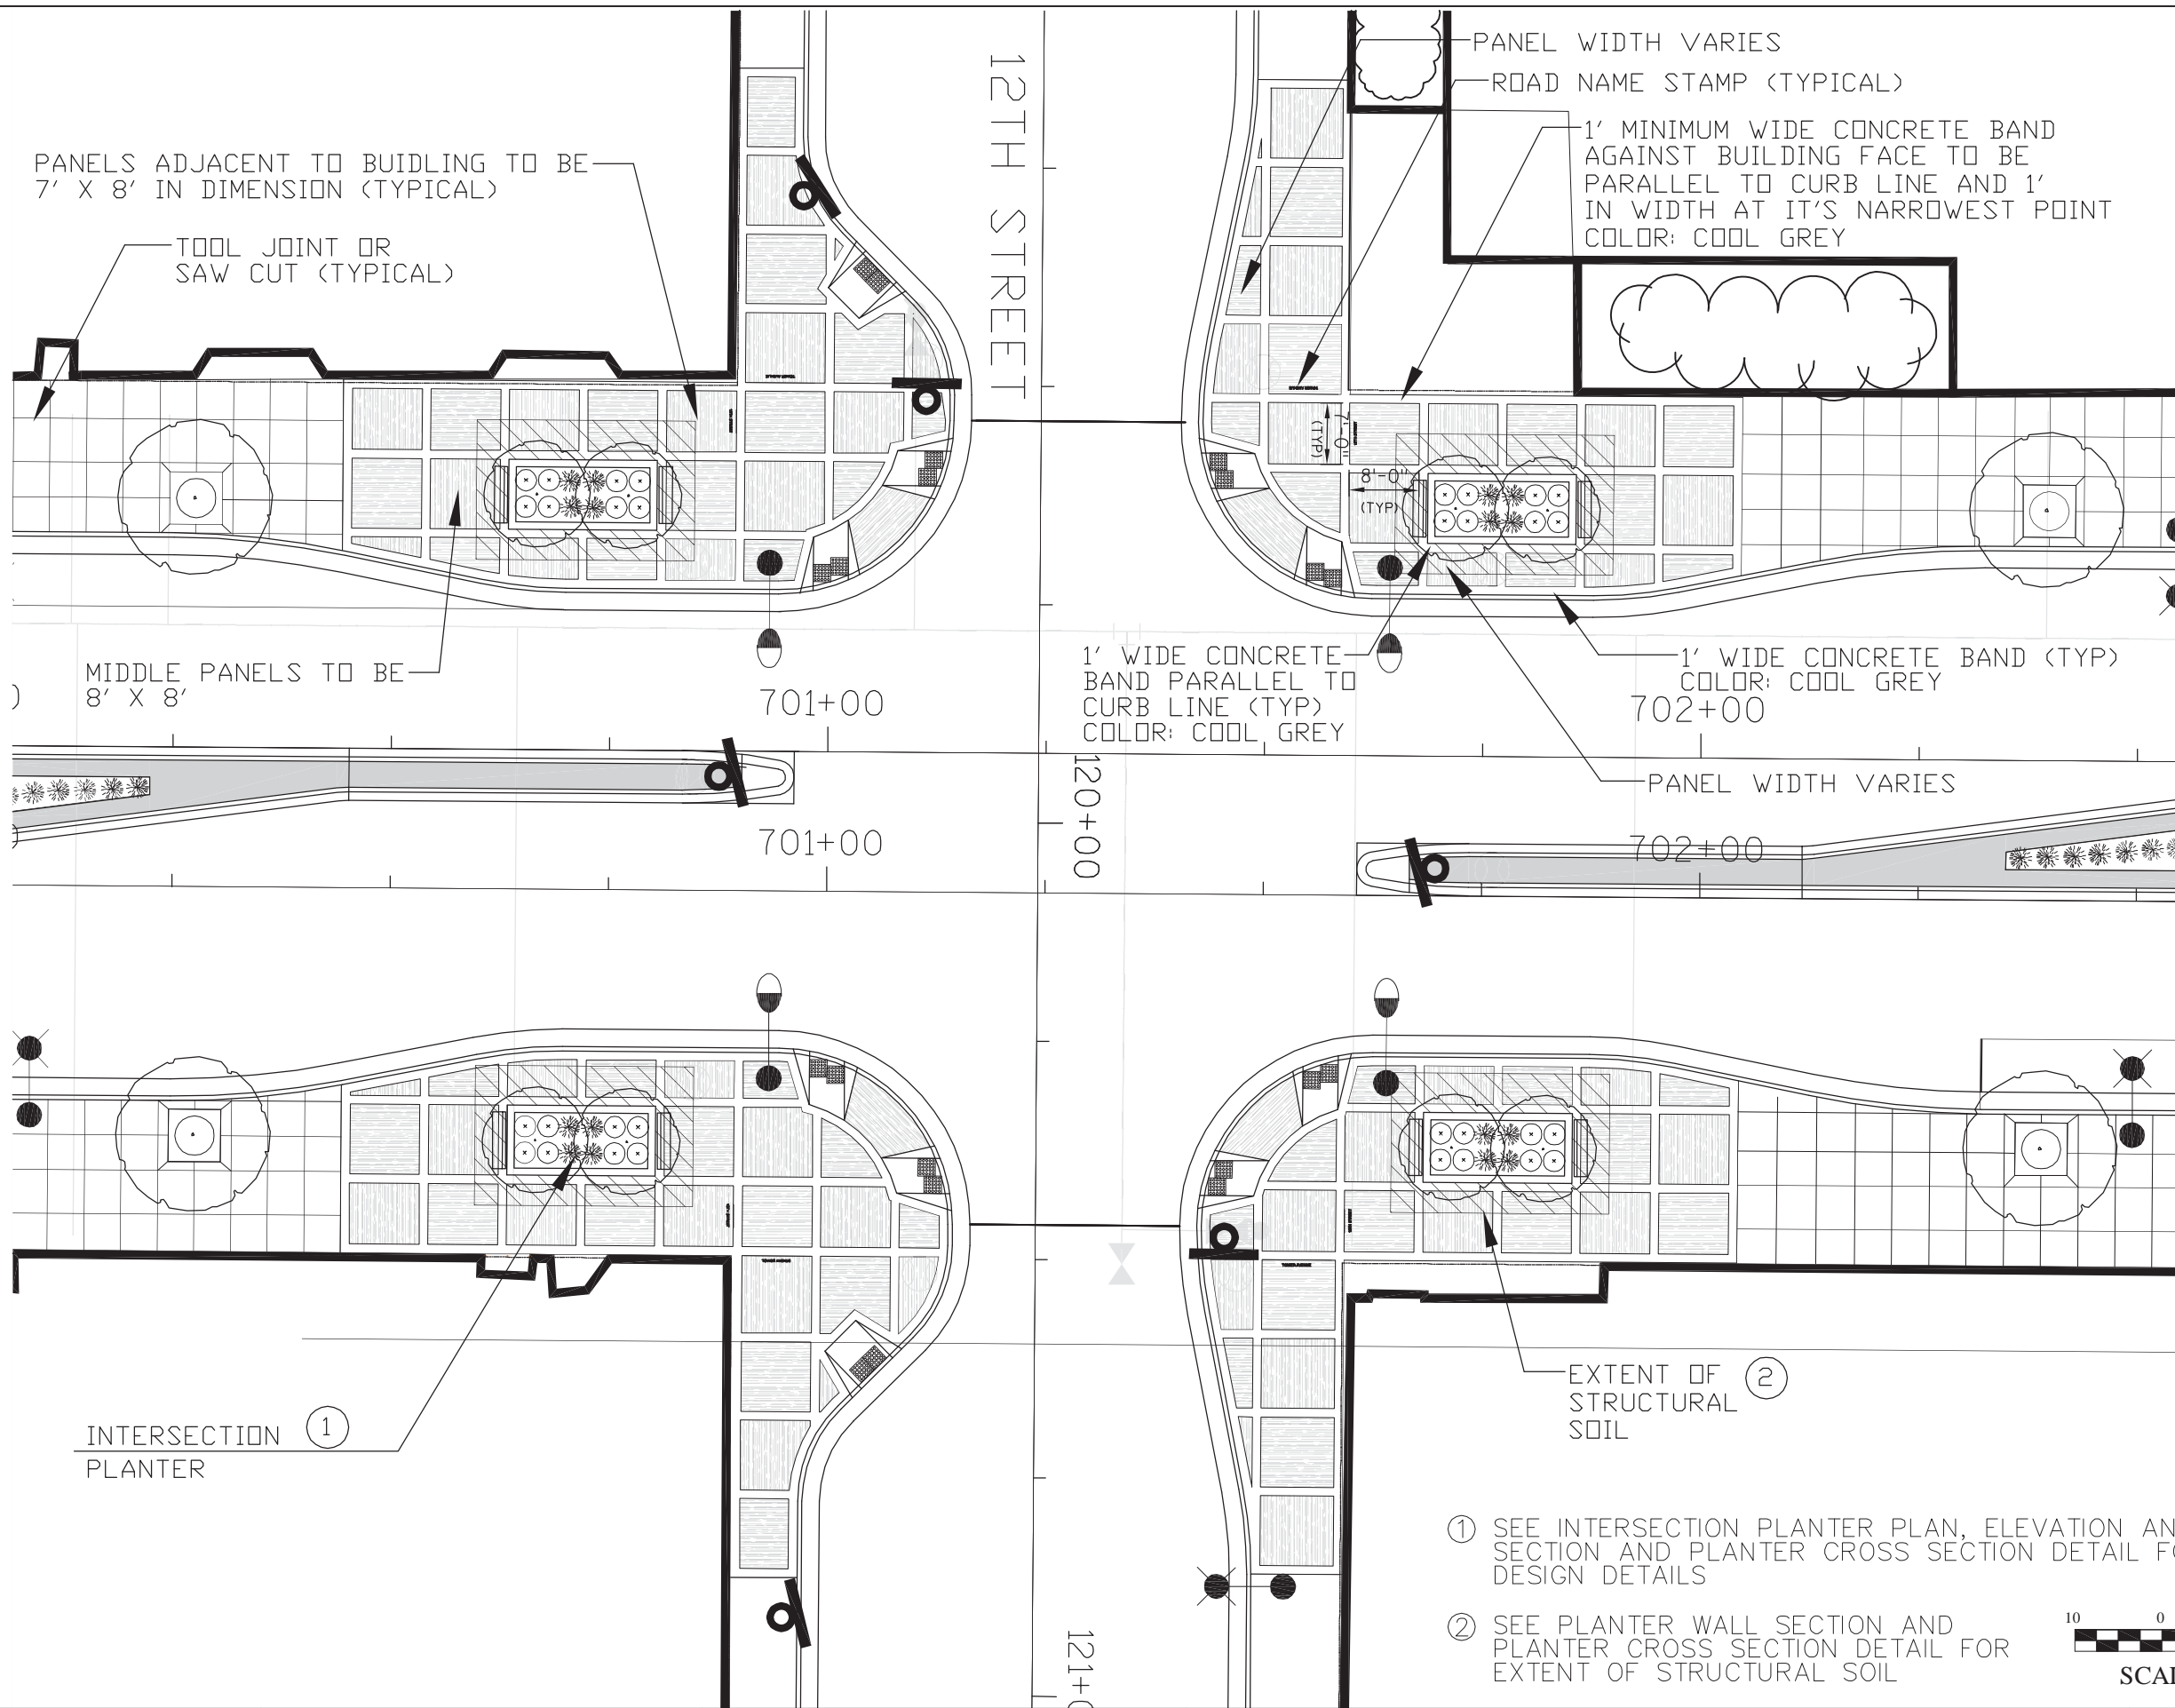 PANEL WIDTH VARIES
ROAD NAME STAMP (TYPICAL)
1' MINIMUM WIDE CONCRETE BAND
AGAINST BUILDING FACE TO BE
PARALLEL TO CURB LINE AND 1'
IN WIDTH AT IT'S NARROWEST POINT
COLOR: COOL GREY
12TH STREET
PANELS ADJACENT TO BUIDLING TO BE
7' X 8' IN DIMENSION (TYPICAL)
TOOL JOINT OR
SAW CUT (TYPICAL)
7'-0"
(TYP)
8'-0"
(TYP)
MIDDLE PANELS TO BE
8' X 8'
701+00
1' WIDE CONCRETE
BAND PARALLEL TO
CURB LINE (TYP)
COLOR: COOL GREY
1' WIDE CONCRETE BAND (TYP)
COLOR: COOL GREY
702+00
PANEL WIDTH VARIES
120+00
701+00
702+00
INTERSECTION 1
PLANTER
EXTENT OF 2
STRUCTURAL
SOIL
1 SEE INTERSECTION PLANTER PLAN, ELEVATION AN
SECTION AND PLANTER CROSS SECTION DETAIL FO
DESIGN DETAILS
2 SEE PLANTER WALL SECTION AND
PLANTER CROSS SECTION DETAIL FOR
EXTENT OF STRUCTURAL SOIL
10 0
SCAL
121+0